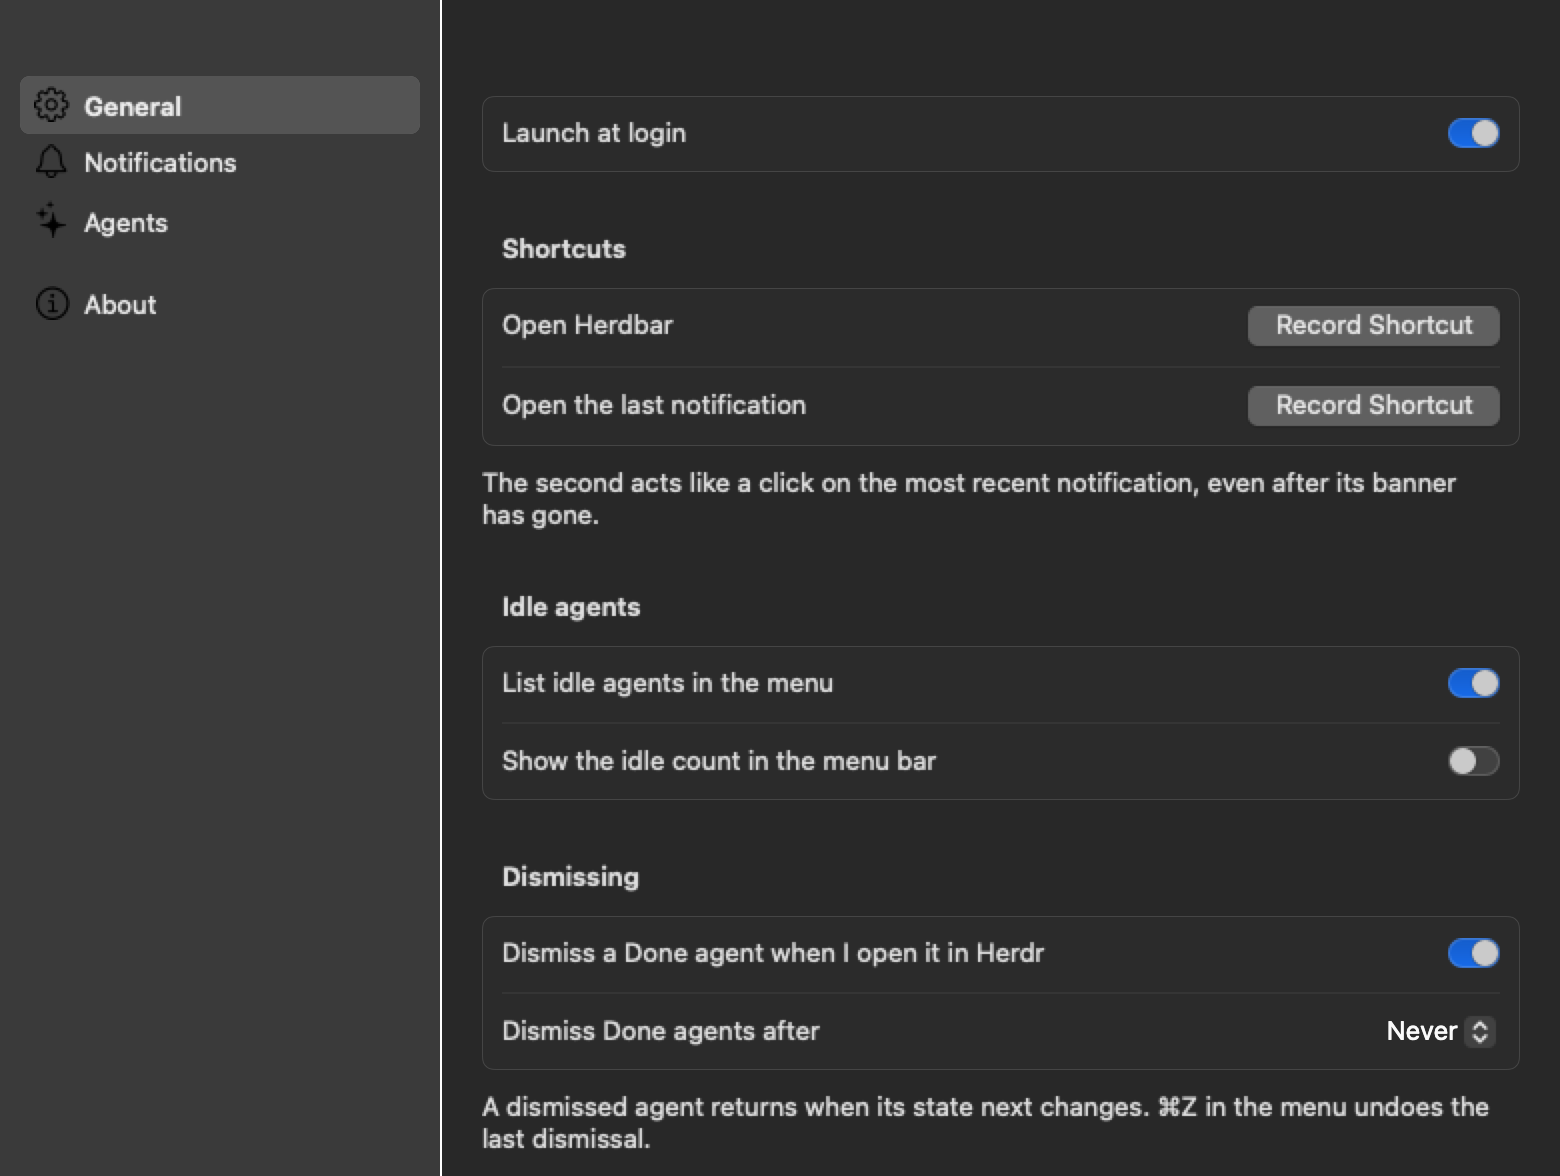 General
Notifications
Agents
About
Launch at login
Shortcuts
Open Herdbar
Record Shortcut
Open the last notification
Record Shortcut
The second acts like a click on the most recent notification, even after its banner
has gone.
Idle agents
List idle agents in the menu
Show the idle count in the menu bar
Dismissing
Dismiss a Done agent when I open it in Herdr
Dismiss Done agents after
Never
A dismissed agent returns when its state next changes. ⌘Z in the menu undoes the
last dismissal.